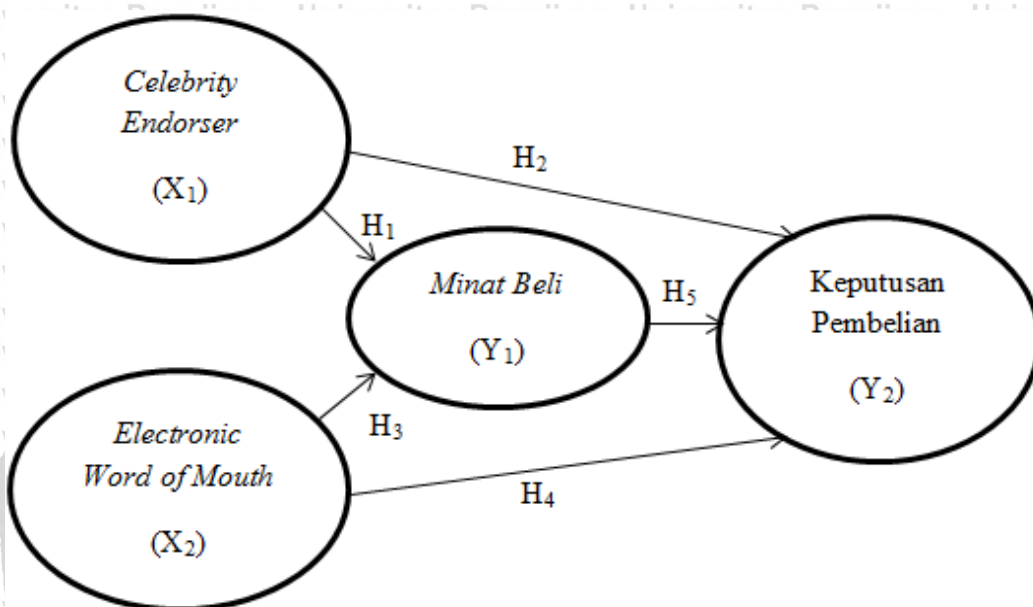 Celebrity
Endorser
(X₁)
H₂
H₁
Minat Beli
(Y₁)
H₅
Keputusan
Pembelian
(Y₂)
H₃
Electronic
Word of Mouth
(X₂)
H₄